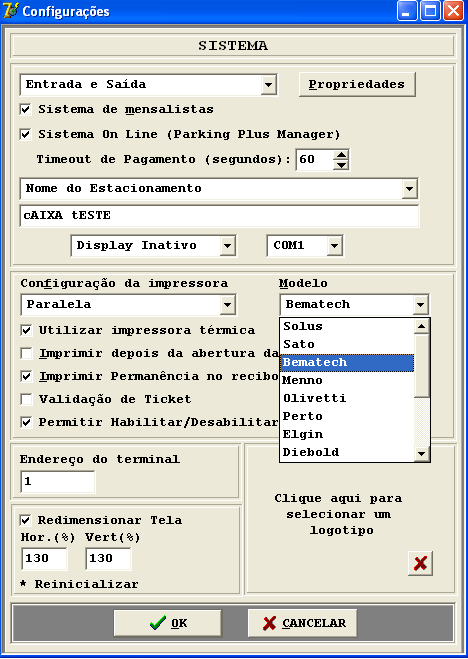 Configurações
SISTEMA
Entrada e Saída
Propriedades
Sistema de mensalistas
Sistema On Line (Parking Plus Manager)
Timeout de Pagamento (segundos): 60
Nome do Estacionamento
cAIXA tESTE
Display Inativo COM1
Configuração da impressora
Modelo
Paralela
Bematech
Utilizar impressora térmica
Imprimir depois da abertura da
Imprimir Permanência no recibo
Validação de Ticket
Permitir Habilitar/Desabilitar
Solus
Sato
Bematech
Menno
Olivetti
Perto
Elgin
Diebold
Endereço do terminal
1
Redimensionar Tela
Hor.(%) Vert(%)
130 130
* Reinicializar
Clique aqui para
selecionar um
logotipo
OK
CANCELAR